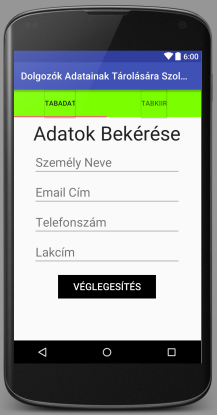 6:00
Dolgozók Adatainak Tárolására Szol...
TABADAT TABKIIR
Adatok Bekérése
Személy Neve
Email Cím
Telefonszám
Lakcím
VÉGLEGESÍTÉS